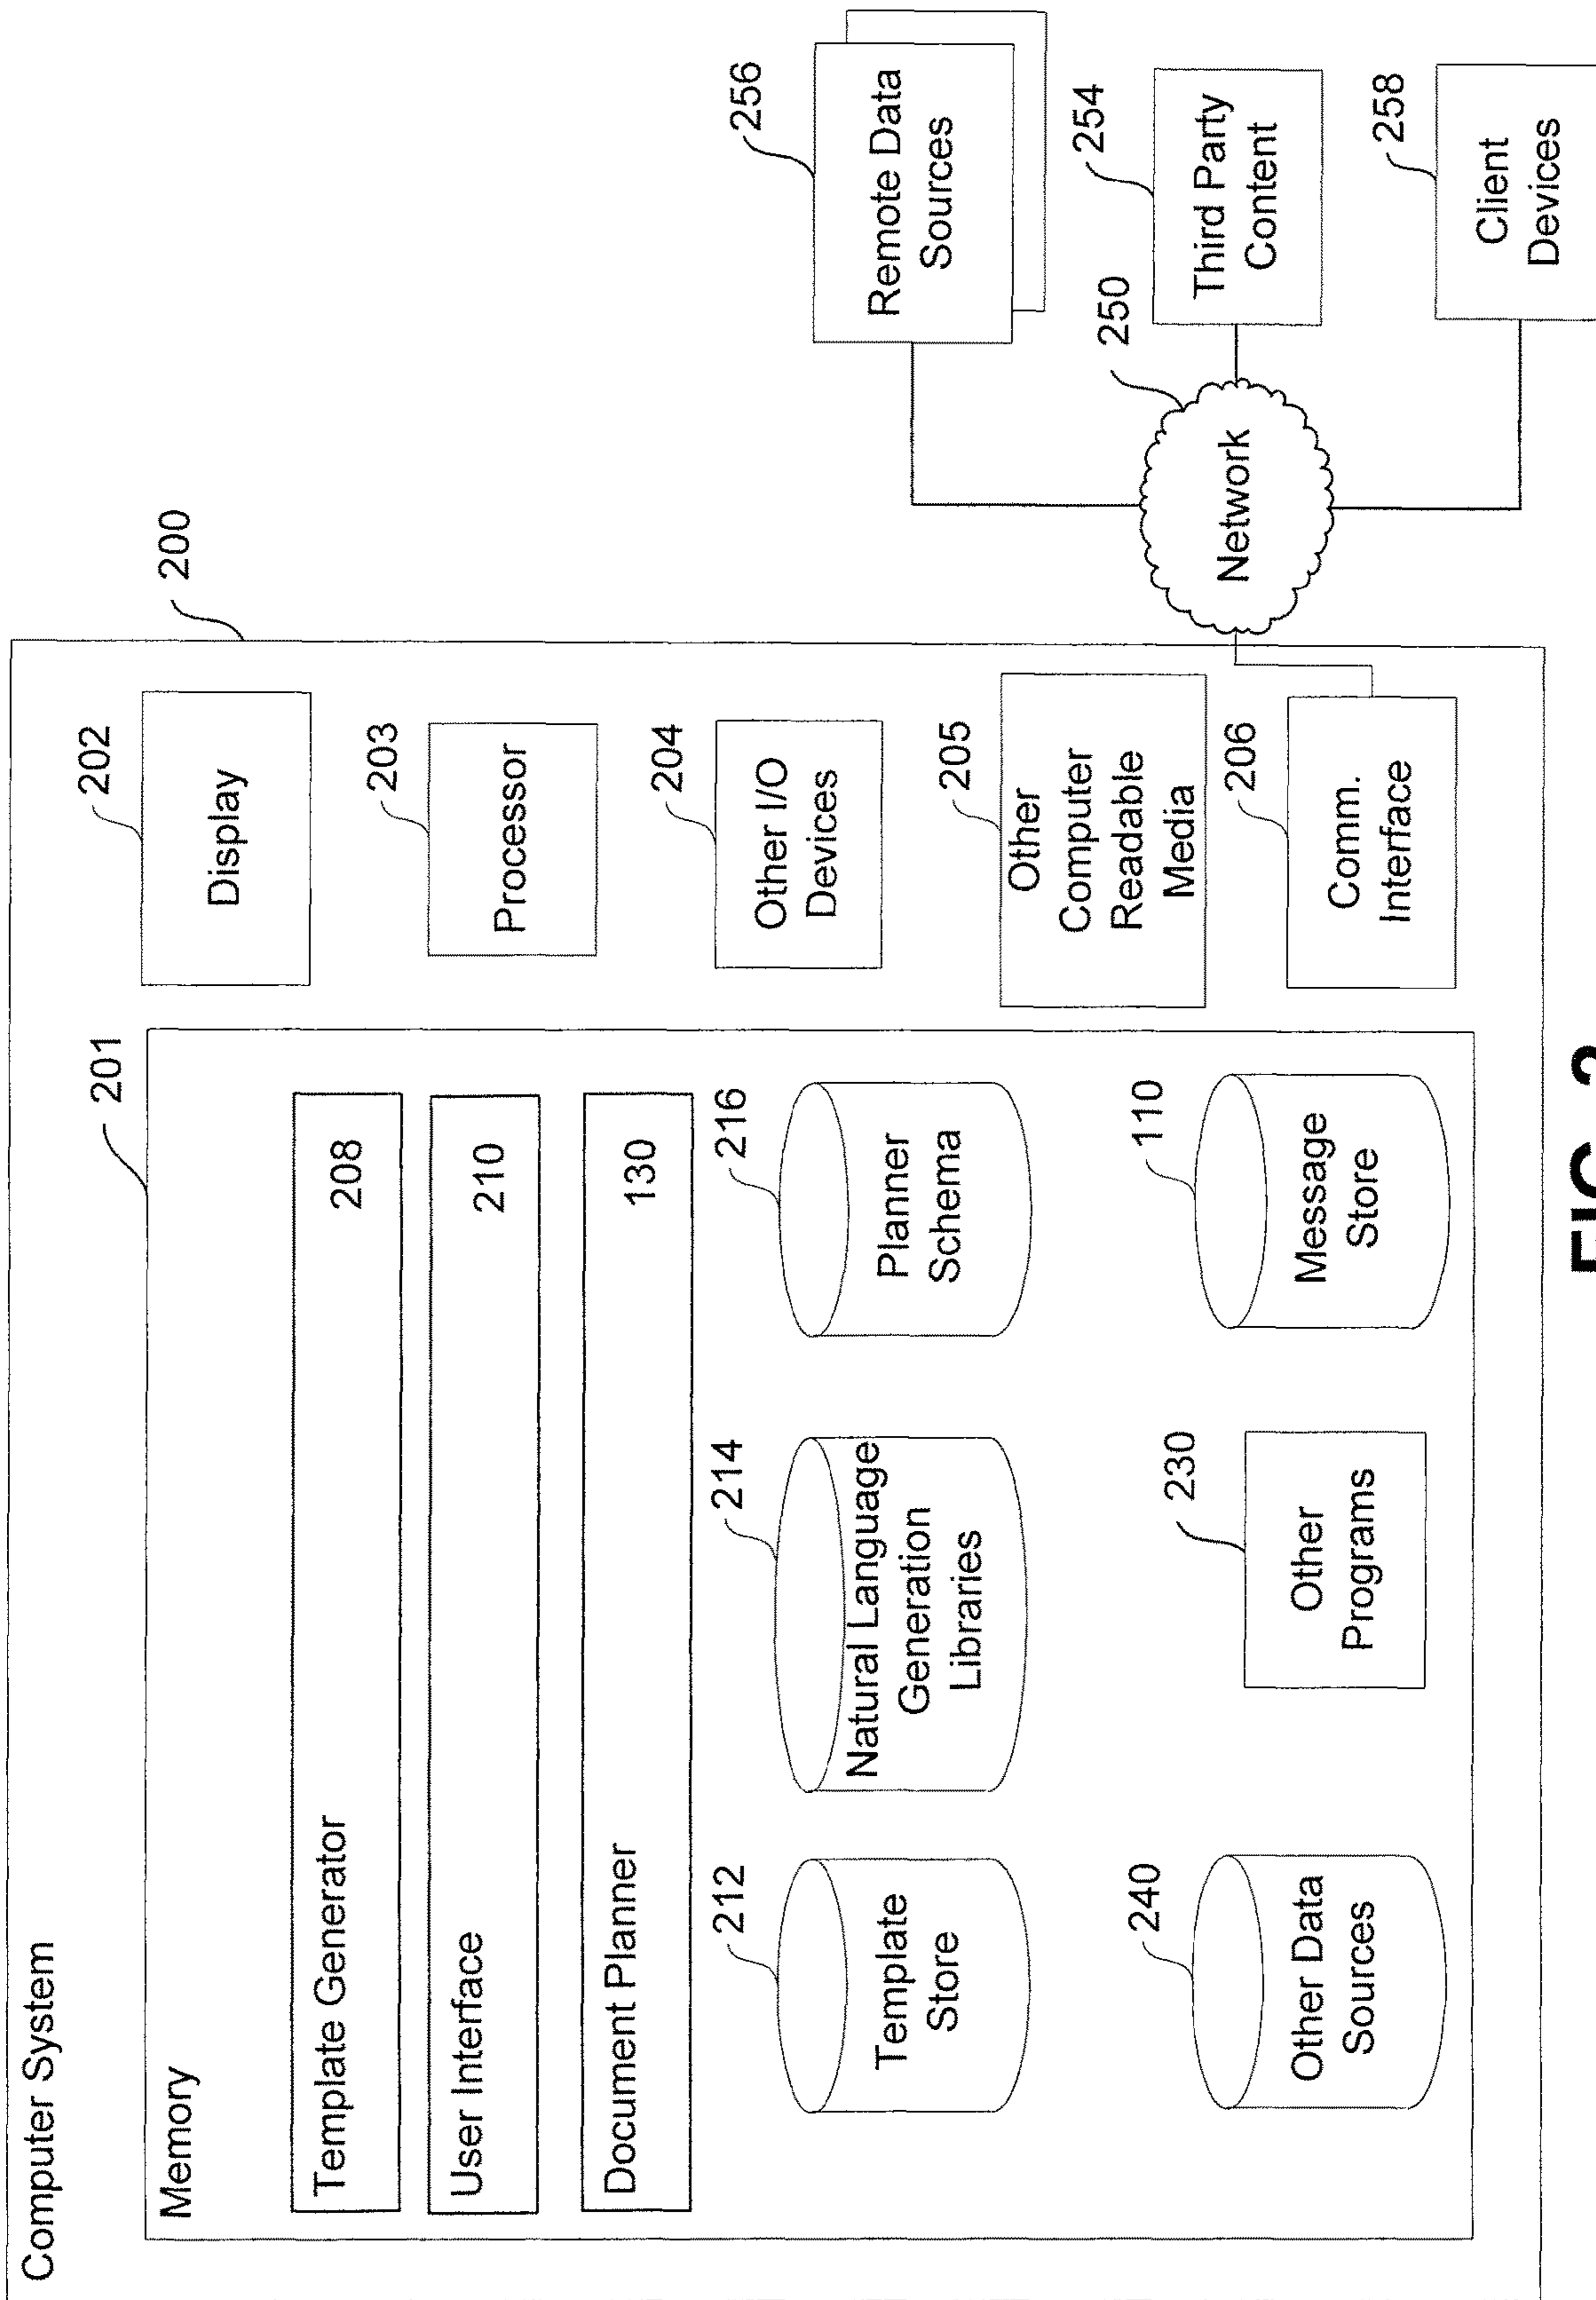 Computer System
200
Memory
201
Template Generator
208
User Interface
210
Document Planner
130
212
Template
Store
214
Natural Language
Generation
Libraries
216
Planner
Schema
240
Other Data
Sources
230
Other
Programs
110
Message
Store
202
Display
203
Processor
204
Other I/O
Devices
205
Other
Computer
Readable
Media
206
Comm.
Interface
250
Network
256
Remote Data
Sources
254
Third Party
Content
258
Client
Devices
FIG.